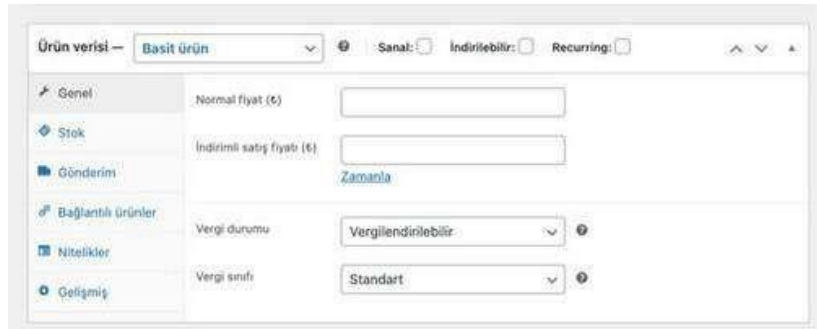 Ürün verisi — Basit ürün Sanal: İndirilebilir: Recurring:
Genel
Stok
Gönderim
Bağlantılı ürünler
Nitelikler
Gelişmiş
Normal fiyat (₺)
İndirimli satış fiyatı (₺)
Zamanla
Vergi durumu Vergilendirilebilir
Vergi sınıfı Standart